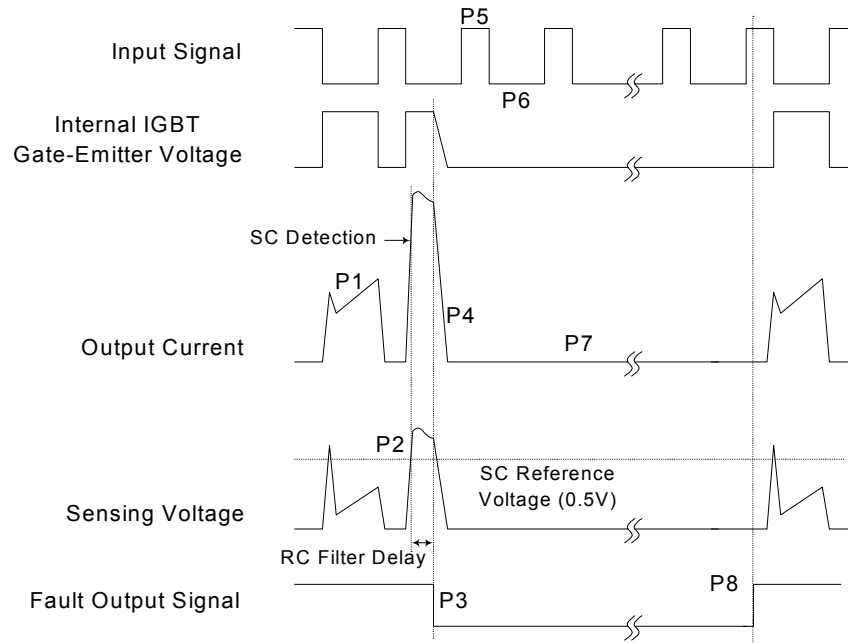 P5
Input Signal
P6
Internal IGBT
Gate-Emitter Voltage
SC Detection
P1
P4
P7
Output Current
P2
SC Reference
Voltage (0.5V)
Sensing Voltage
RC Filter Delay
P8
P3
Fault Output Signal